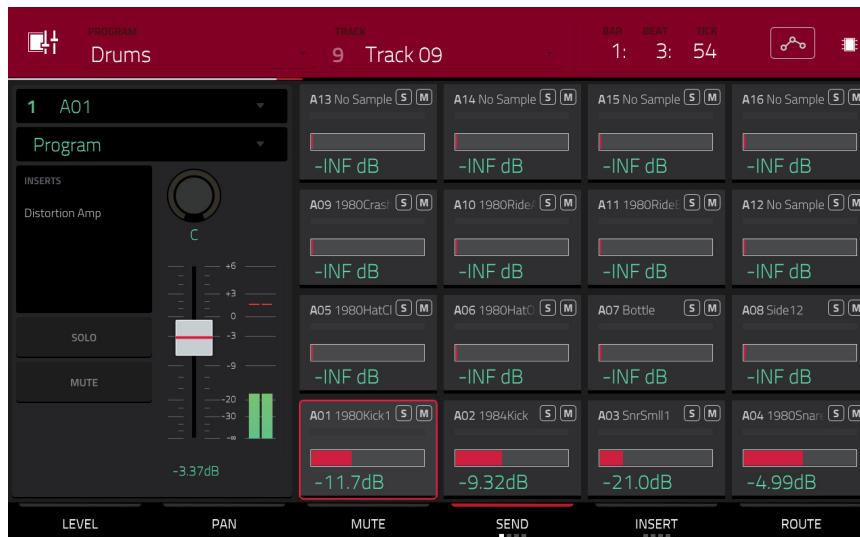 PROGRAM TRACK BAR BEAT TICK
Drums 9 Track 09 1: 3: 54
1 A01
Program
INSERTS
Distortion Amp
C
+6
+3
0
-3
-9
-20
-30
-∞
SOLO
MUTE
-3.37dB
A13 No Sample S M A14 No Sample S M A15 No Sample S M A16 No Sample S M
-INF dB -INF dB -INF dB -INF dB
A09 1980Crash S M A10 1980Ride S M A11 1980Ride S M A12 No Sample S M
-INF dB -INF dB -INF dB -INF dB
A05 1980HatCl S M A06 1980HatO S M A07 Bottle S M A08 Side12 S M
-INF dB -INF dB -INF dB -INF dB
A01 1980Kick1 S M A02 1984Kick S M A03 SnrSmll1 S M A04 1980Snar S M
-11.7dB -9.32dB -21.0dB -4.99dB
LEVEL PAN MUTE SEND INSERT ROUTE